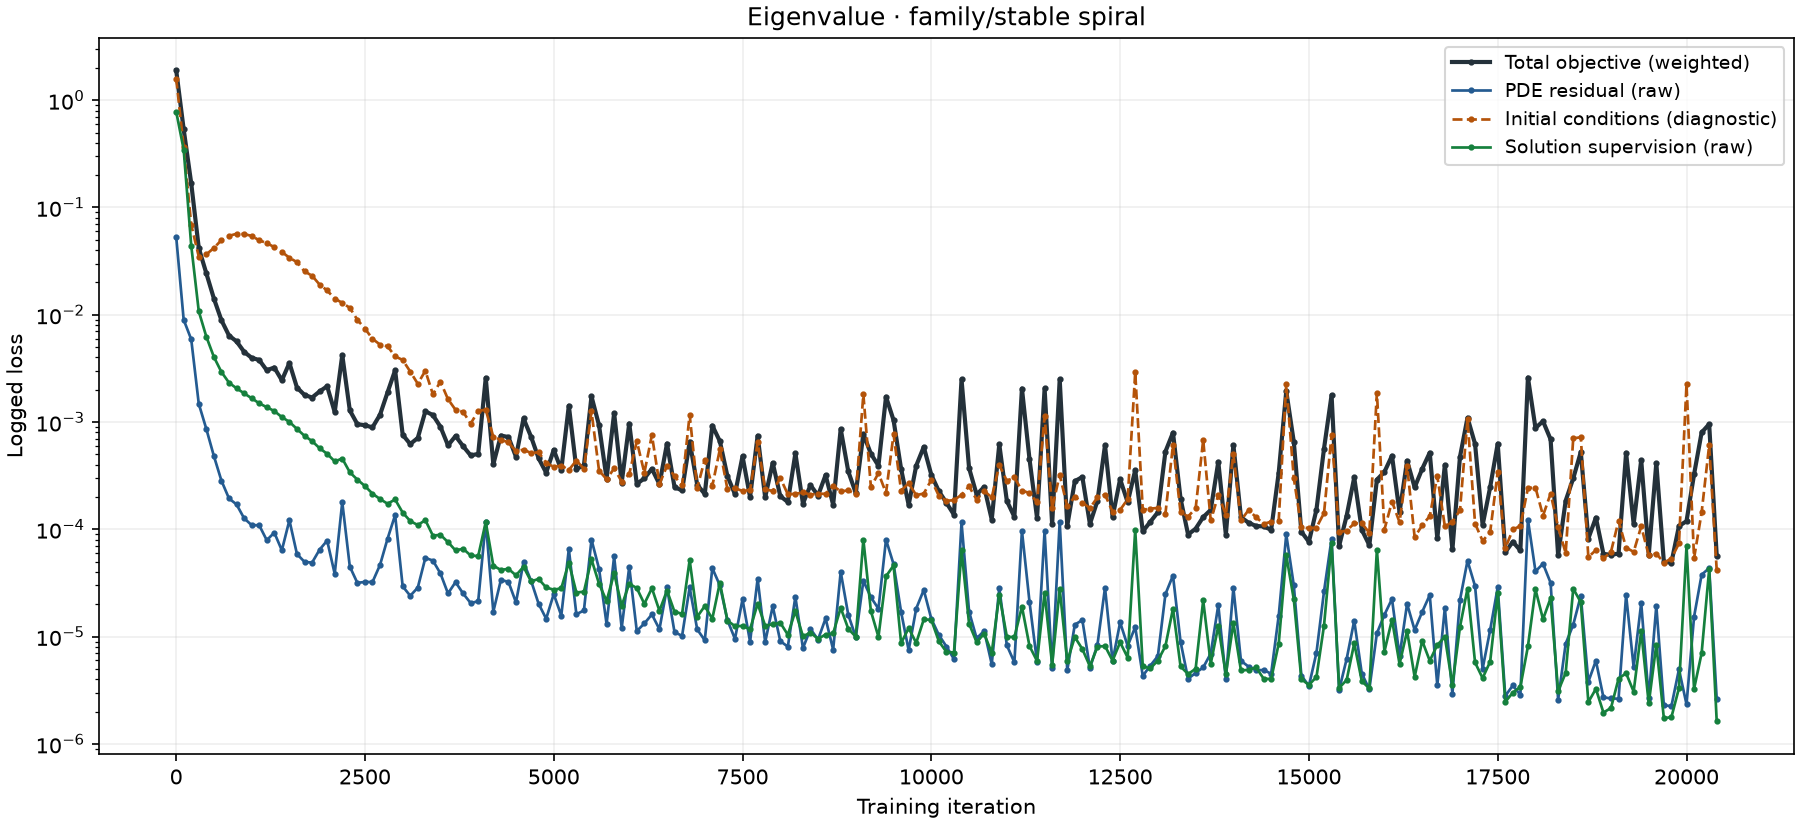 Eigenvalue · family/stable spiral
Total objective (weighted)
PDE residual (raw)
Initial conditions (diagnostic)
Solution supervision (raw)
Logged loss
10⁰
10⁻¹
10⁻²
10⁻³
10⁻⁴
10⁻⁵
10⁻⁶
0 2500 5000 7500 10000 12500 15000 17500 20000
Training iteration